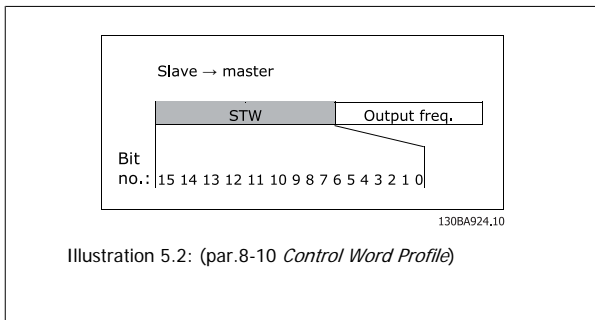 Slave → master
STW Output freq.
Bit
no.: 15 14 13 12 11 10 9 8 7 6 5 4 3 2 1 0
130BA924.10
Illustration 5.2: (par.8-10 Control Word Profile)